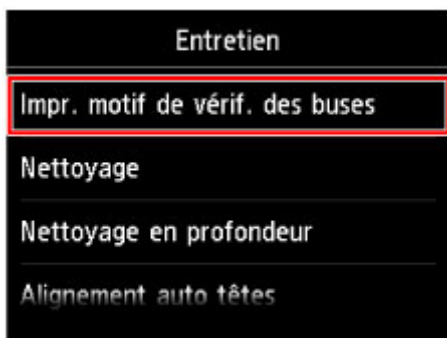 Entretien
Impr. motif de vérif. des buses
Nettoyage
Nettoyage en profondeur
Alignement auto têtes